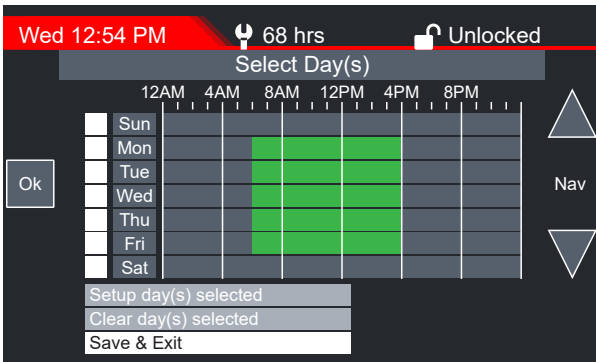 Wed 12:54 PM 68 hrs Unlocked
Select Day(s)
12AM 4AM 8AM 12PM 4PM 8PM
Sun
Mon
Tue
Ok Wed Nav
Thu
Fri
Sat
Setup day(s) selected
Clear day(s) selected
Save & Exit